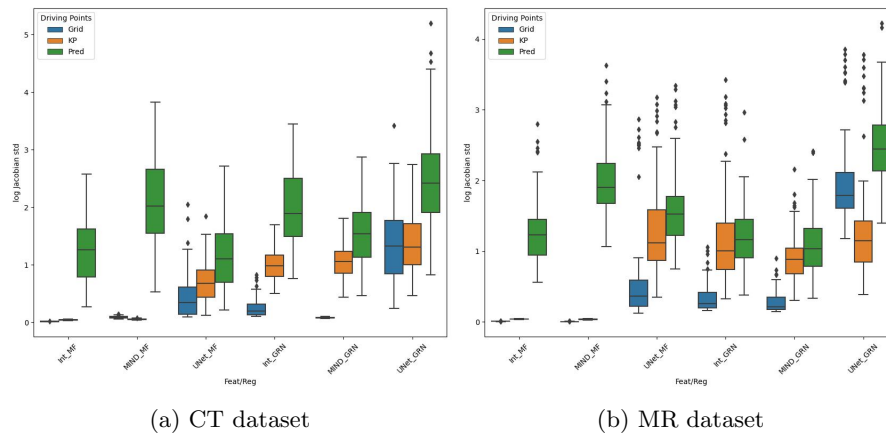 Driving Points
Grid
KP
Pred
log jacobian std
5
4
3
2
1
0
Int_MF
MIND_MF
UNet_MF
Int_GRN
MIND_GRN
UNet_GRN
Feat/Reg
(a) CT dataset
Driving Points
Grid
KP
Pred
log jacobian std
4
3
2
1
0
Int_MF
MIND_MF
UNet_MF
Int_GRN
MIND_GRN
UNet_GRN
Feat/Reg
(b) MR dataset